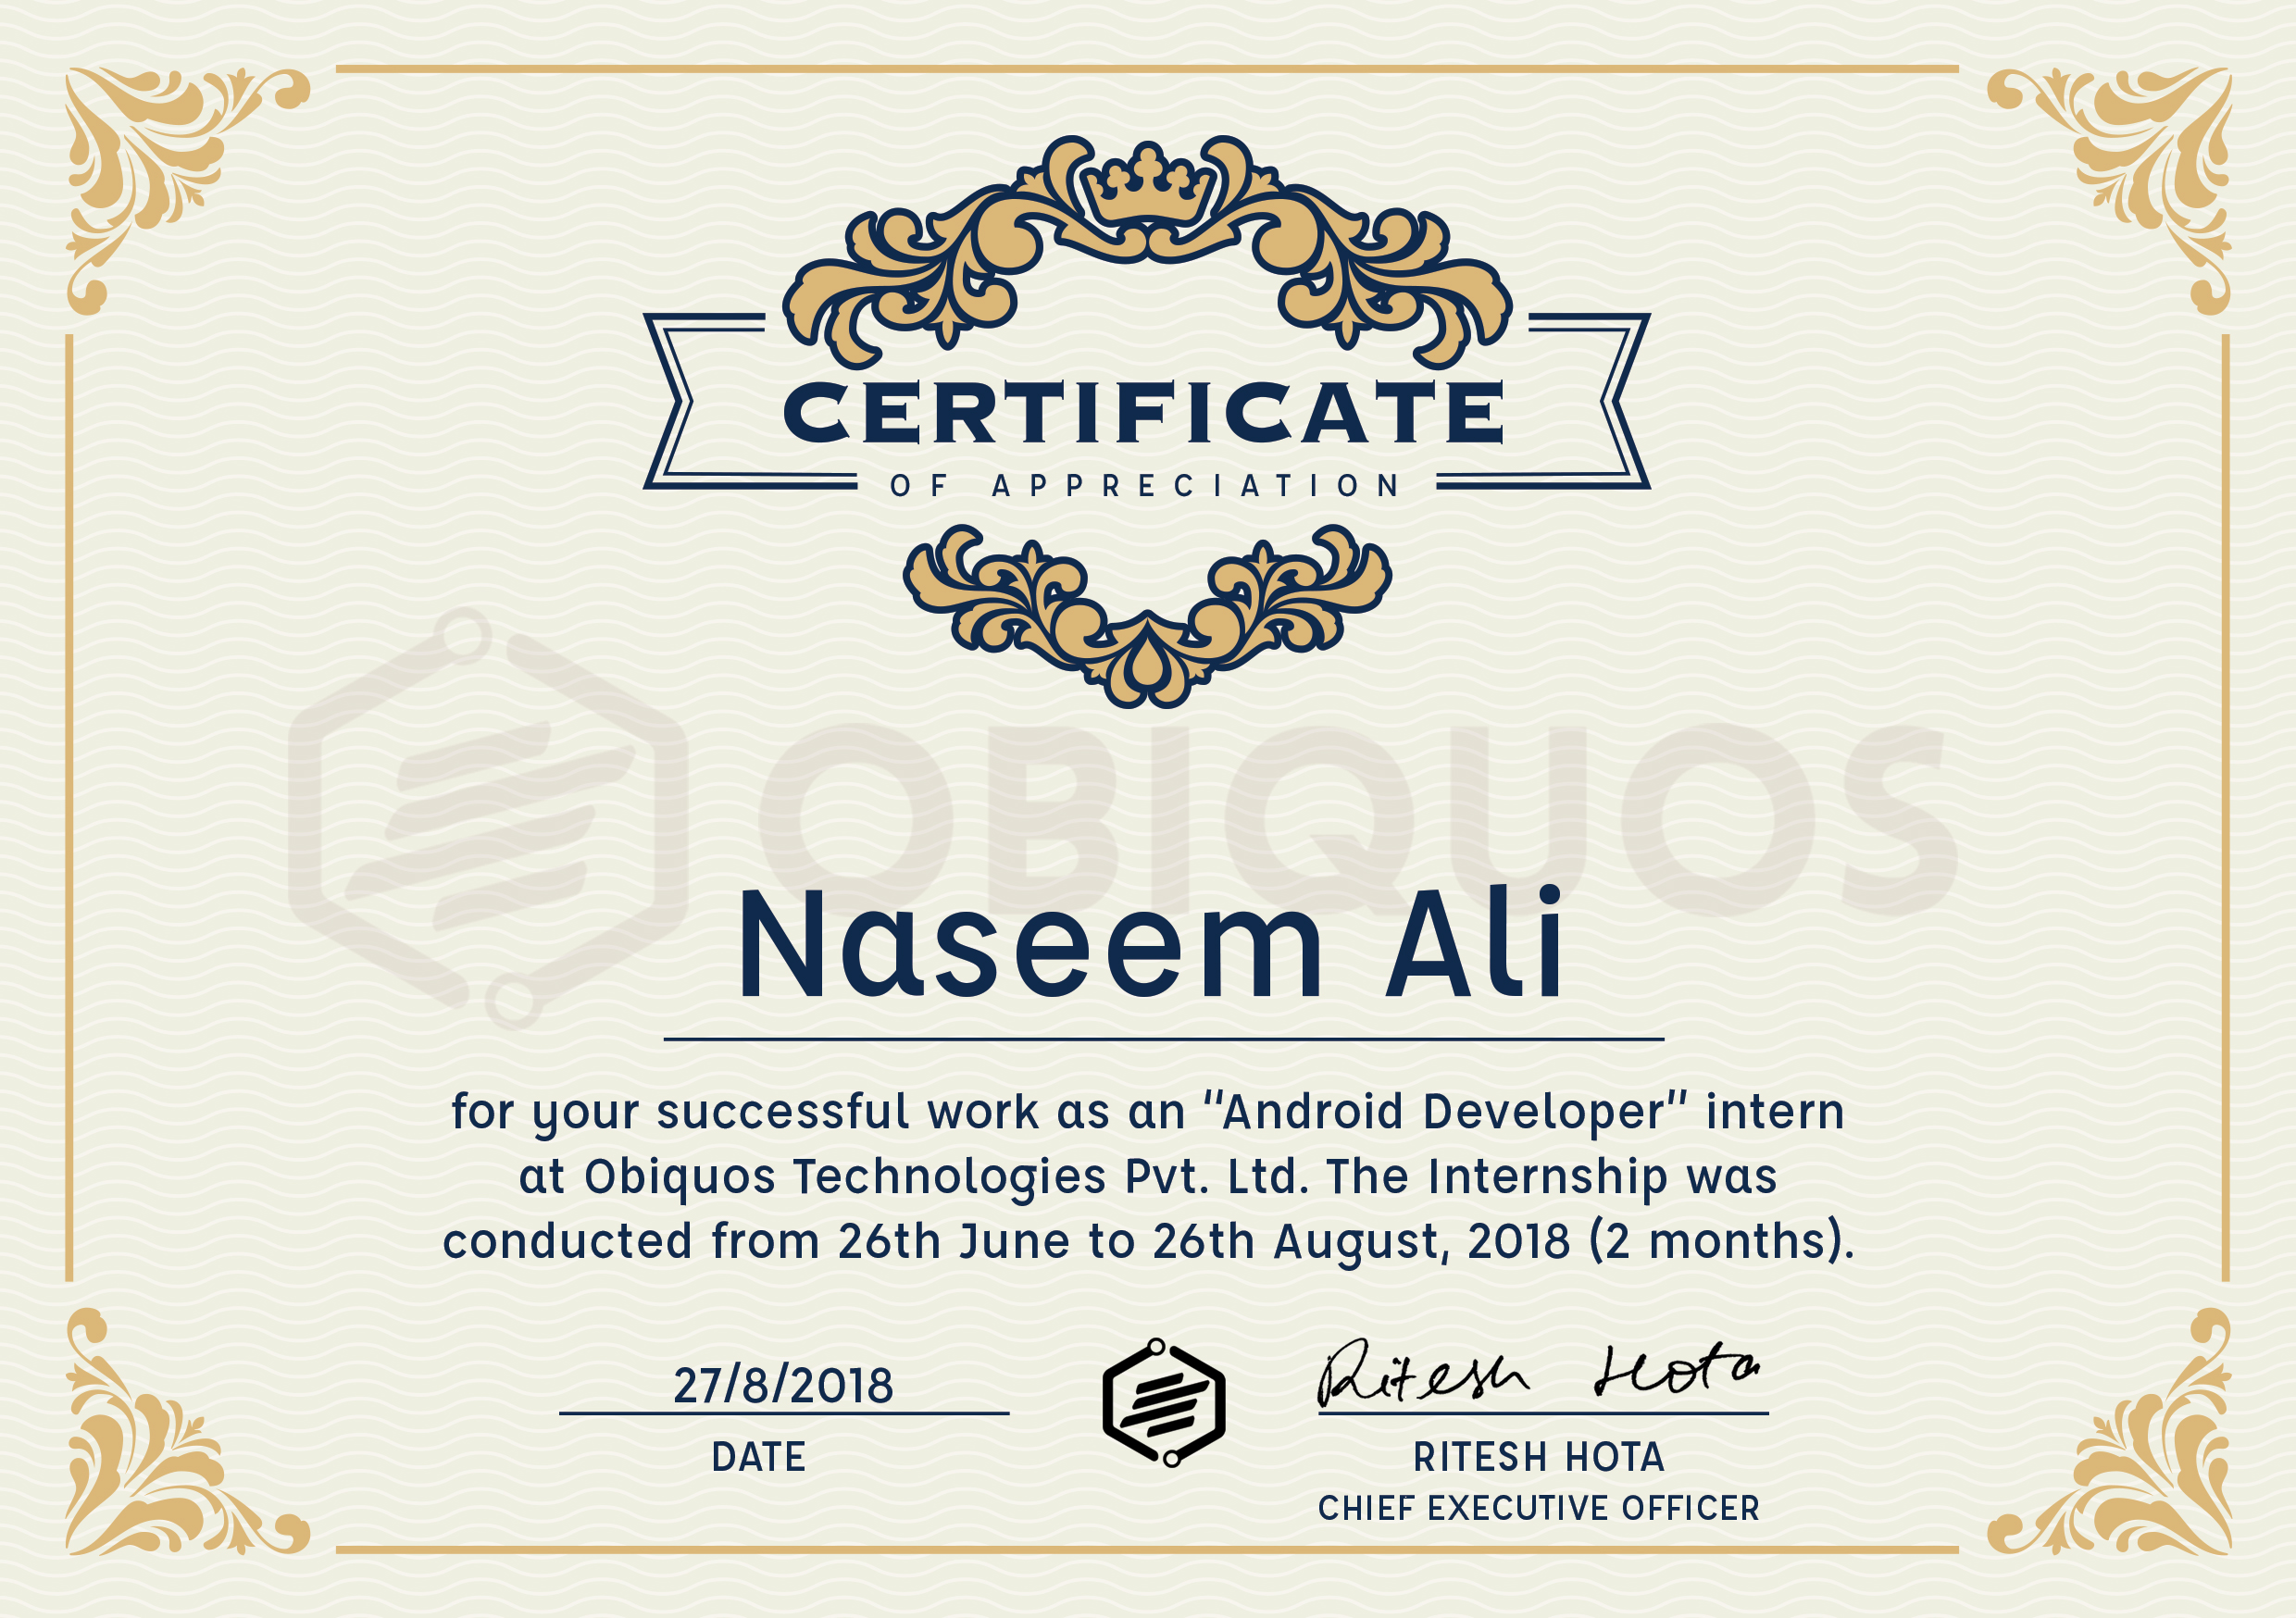 CERTIFICATE
OF APPRECIATION
OBIQUOS
Naseem Ali
for your successful work as an "Android Developer" intern
at Obiquos Technologies Pvt. Ltd. The Internship was
conducted from 26th June to 26th August, 2018 (2 months).
27/8/2018
DATE
Ritesh Hota
RITESH HOTA
CHIEF EXECUTIVE OFFICER